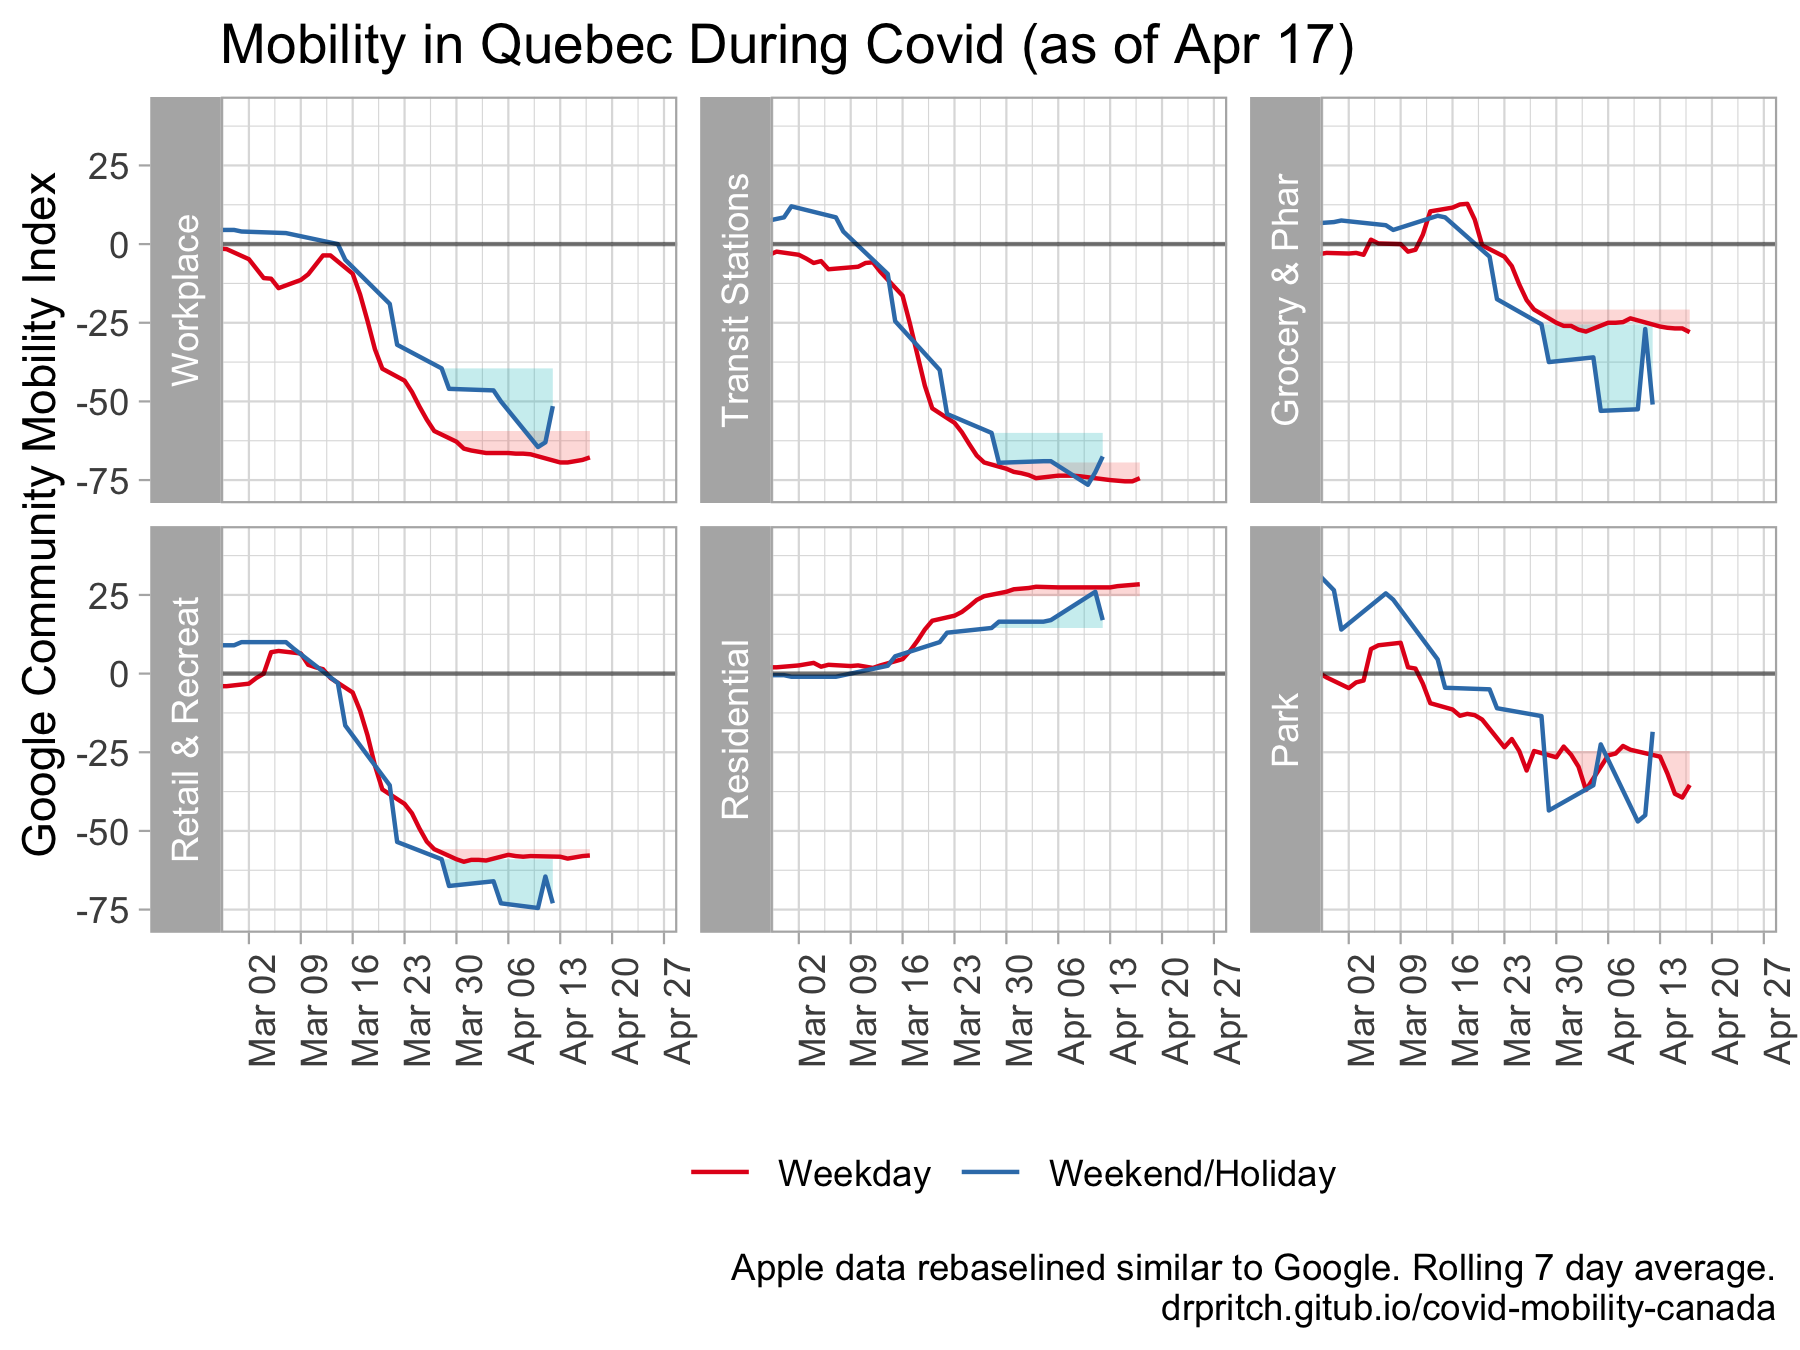 Mobility in Quebec During Covid (as of Apr 17)
Google Community Mobility Index
Workplace
Transit Stations
Grocery & Phar
25
0
-25
-50
-75
Retail & Recreat
Residential
Park
25
0
-25
-50
-75
Mar 02
Mar 09
Mar 16
Mar 23
Mar 30
Apr 06
Apr 13
Apr 20
Apr 27
Mar 02
Mar 09
Mar 16
Mar 23
Mar 30
Apr 06
Apr 13
Apr 20
Apr 27
Mar 02
Mar 09
Mar 16
Mar 23
Mar 30
Apr 06
Apr 13
Apr 20
Apr 27
Weekday Weekend/Holiday
Apple data rebaselined similar to Google. Rolling 7 day average.
drpritch.gitub.io/covid-mobility-canada